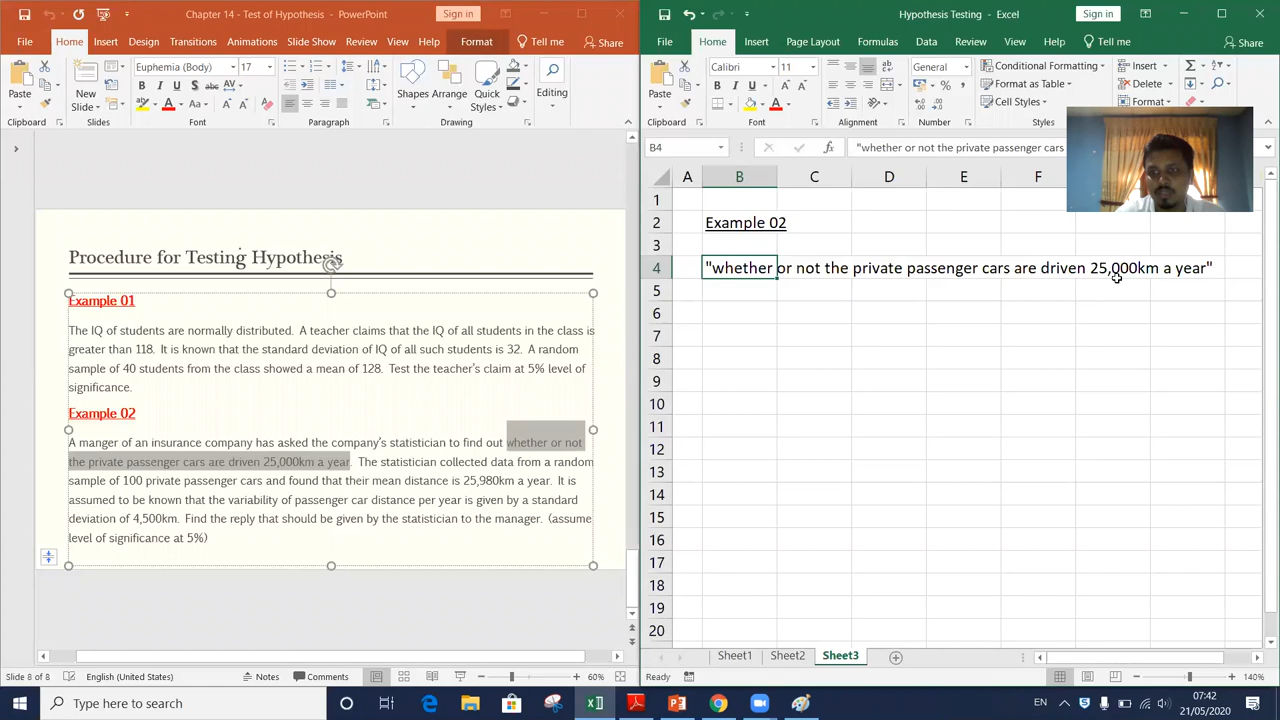 Chapter 14 - Test of Hypothesis - PowerPoint
Sign in
File Home Insert Design Transitions Animations Slide Show Review View Help Format Tell me Share
Paste
New
Slide
Euphemia (Body) 17
Shapes Arrange Quick
Styles
Editing
Clipboard Slides Font Paragraph Drawing
Procedure for Testing Hypothesis
Example 01
The IQ of students are normally distributed. A teacher claims that the IQ of all students in the class is
greater than 118. It is known that the standard deviation of IQ of all such students is 32. A random
sample of 40 students from the class showed a mean of 128. Test the teacher's claim at 5% level of
significance.
Example 02
A manger of an insurance company has asked the company's statistician to find out whether or not
the private passenger cars are driven 25,000km a year. The statistician collected data from a random
sample of 100 private passenger cars and found that their mean distance is 25,980km a year. It is
assumed to be known that the variability of passenger car distance per year is given by a standard
deviation of 4,500km. Find the reply that should be given by the statistician to the manager. (assume
level of significance at 5%)
Slide 8 of 8 English (United States) Notes Comments 60%
Hypothesis Testing - Excel
Sign in
File Home Insert Page Layout Formulas Data Review View Help Tell me Share
Paste
Calibri 11
General
Conditional Formatting
Format as Table
Cell Styles
Insert
Delete
Format
Clipboard Font Alignment Number Styles
B4 fx "whether or not the private passenger cars
A B C D E F
1
2 Example 02
3
4 "whether or not the private passenger cars are driven 25,000km a year"
5
6
7
8
9
10
11
12
13
14
15
16
17
18
19
20
Sheet1 Sheet2 Sheet3
Ready 140%
Type here to search
EN
07:42
21/05/2020